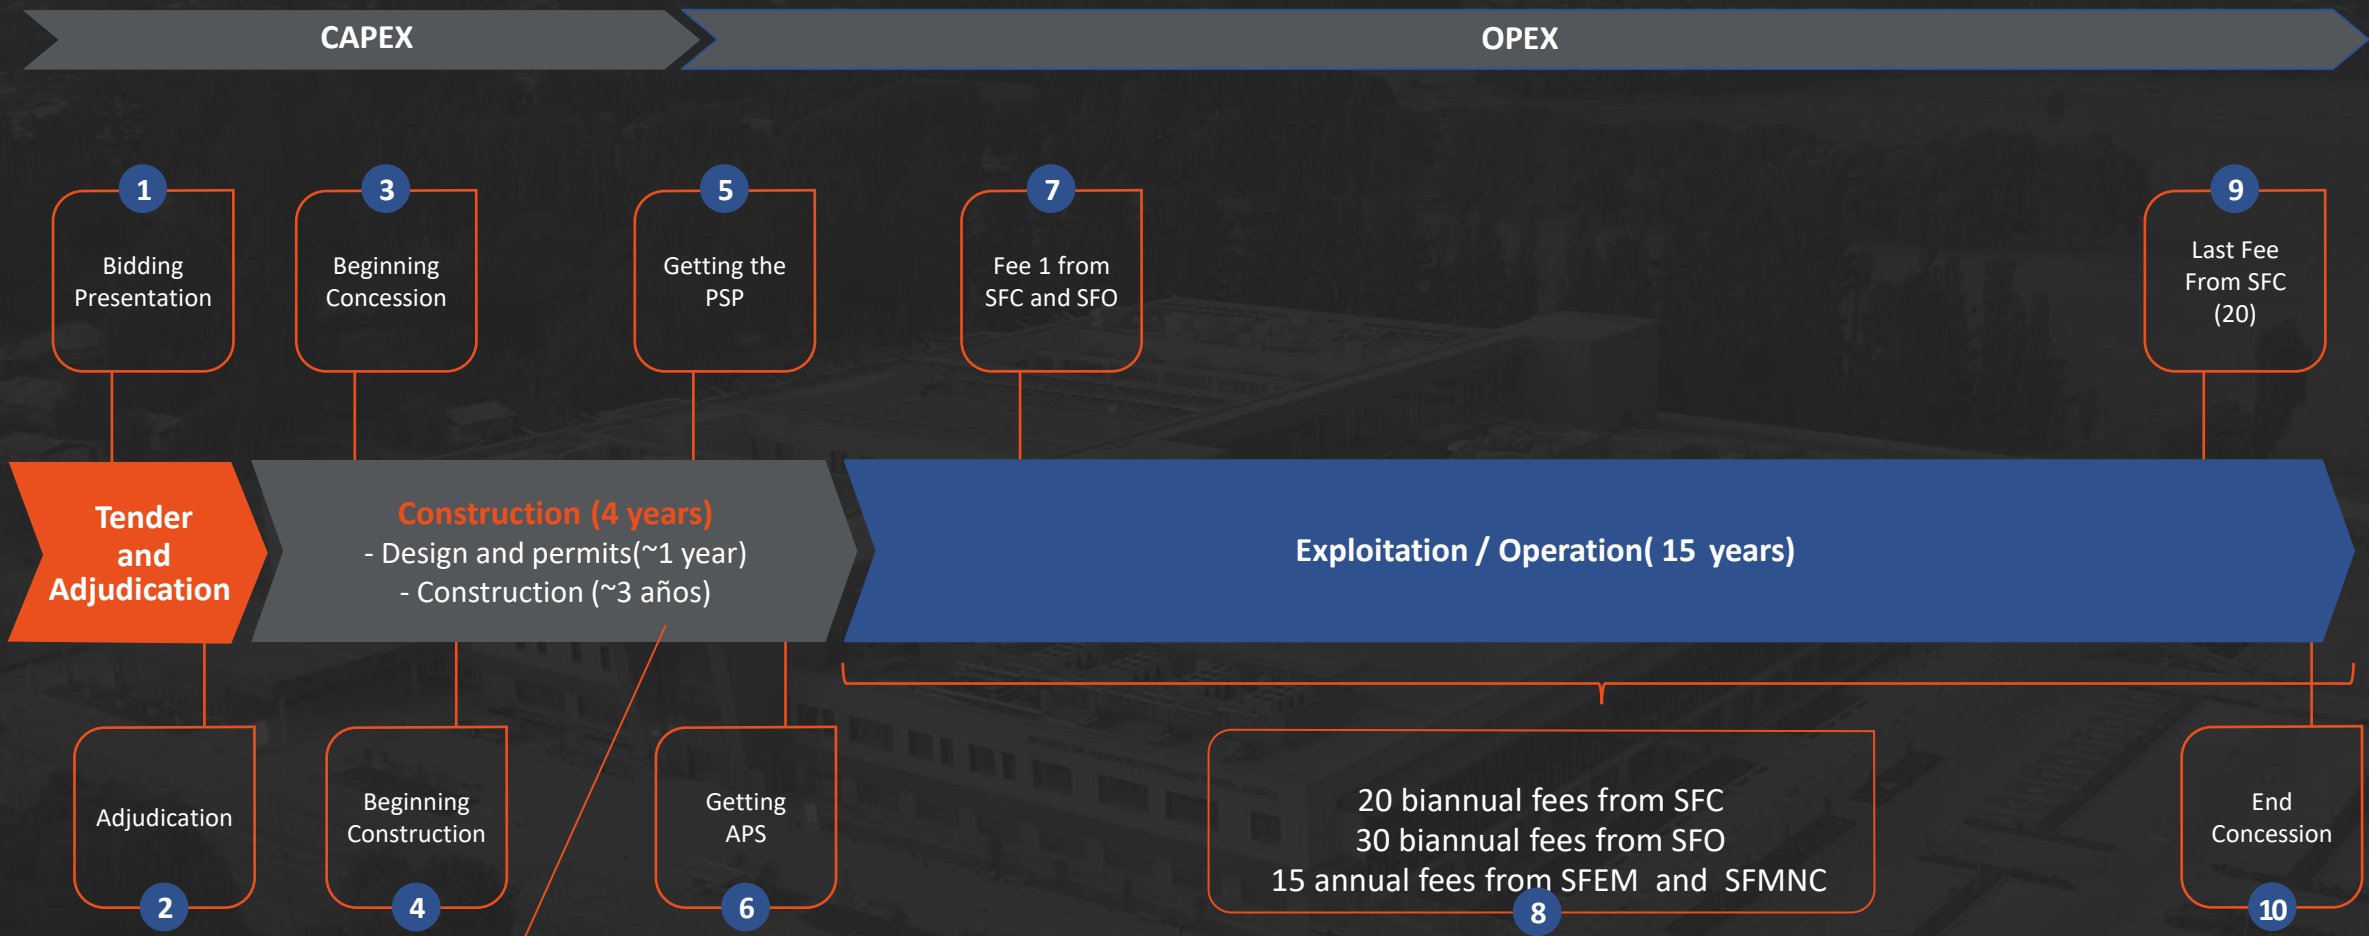 CAPEX
OPEX
1
Bidding
Presentation
3
Beginning
Concession
5
Getting the
PSP
7
Fee 1 from
SFC and SFO
9
Last Fee
From SFC
(20)
Tender
and
Adjudication
Construction (4 years)
- Design and permits(~1 year)
- Construction (~3 años)
Exploitation / Operation( 15 years)
Adjudication
2
Beginning
Construction
4
Getting
APS
6
20 biannual fees from SFC
30 biannual fees from SFO
15 annual fees from SFEM and SFMNC
8
End
Concession
10